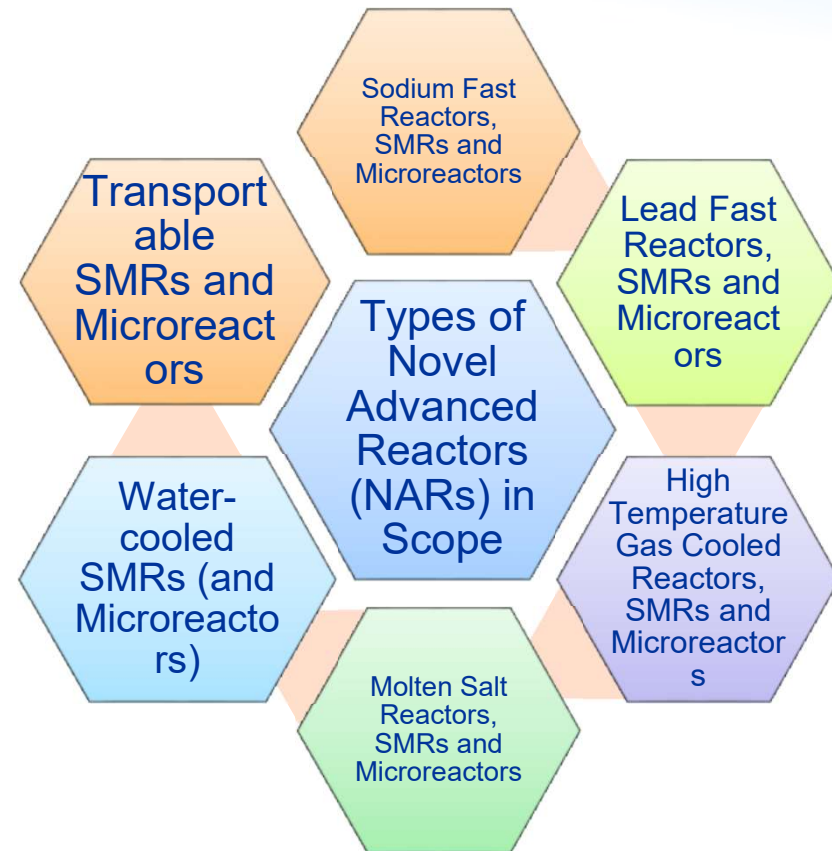 Sodium Fast
Reactors,
SMRs and
Microreactors
Transport
able
SMRs and
Microreact
ors
Lead Fast
Reactors,
SMRs and
Microreact
ors
Types of
Novel
Advanced
Reactors
(NARs) in
Scope
Water-
cooled
SMRs (and
Microreacto
rs)
High
Temperature
Gas Cooled
Reactors,
SMRs and
Microreactor
s
Molten Salt
Reactors,
SMRs and
Microreactors